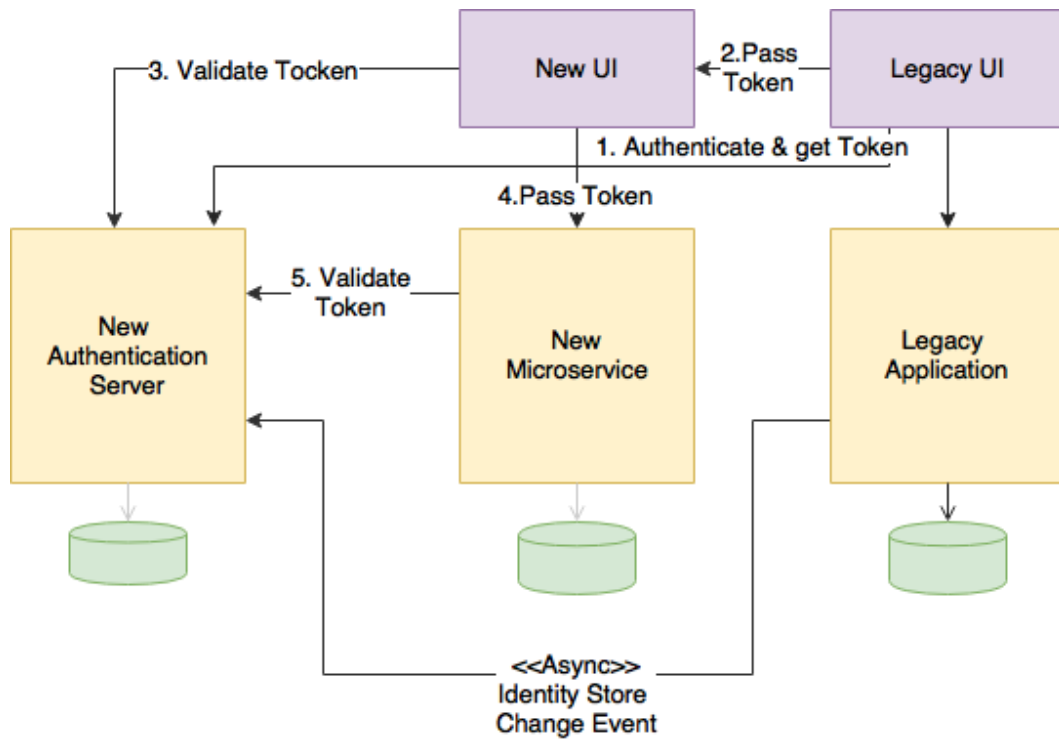 3. Validate Tocken
New UI
2.Pass
Token
Legacy UI
1. Authenticate & get Token
4.Pass Token
5. Validate
Token
New
Authentication
Server
New
Microservice
Legacy
Application
<<Async>>
Identity Store
Change Event